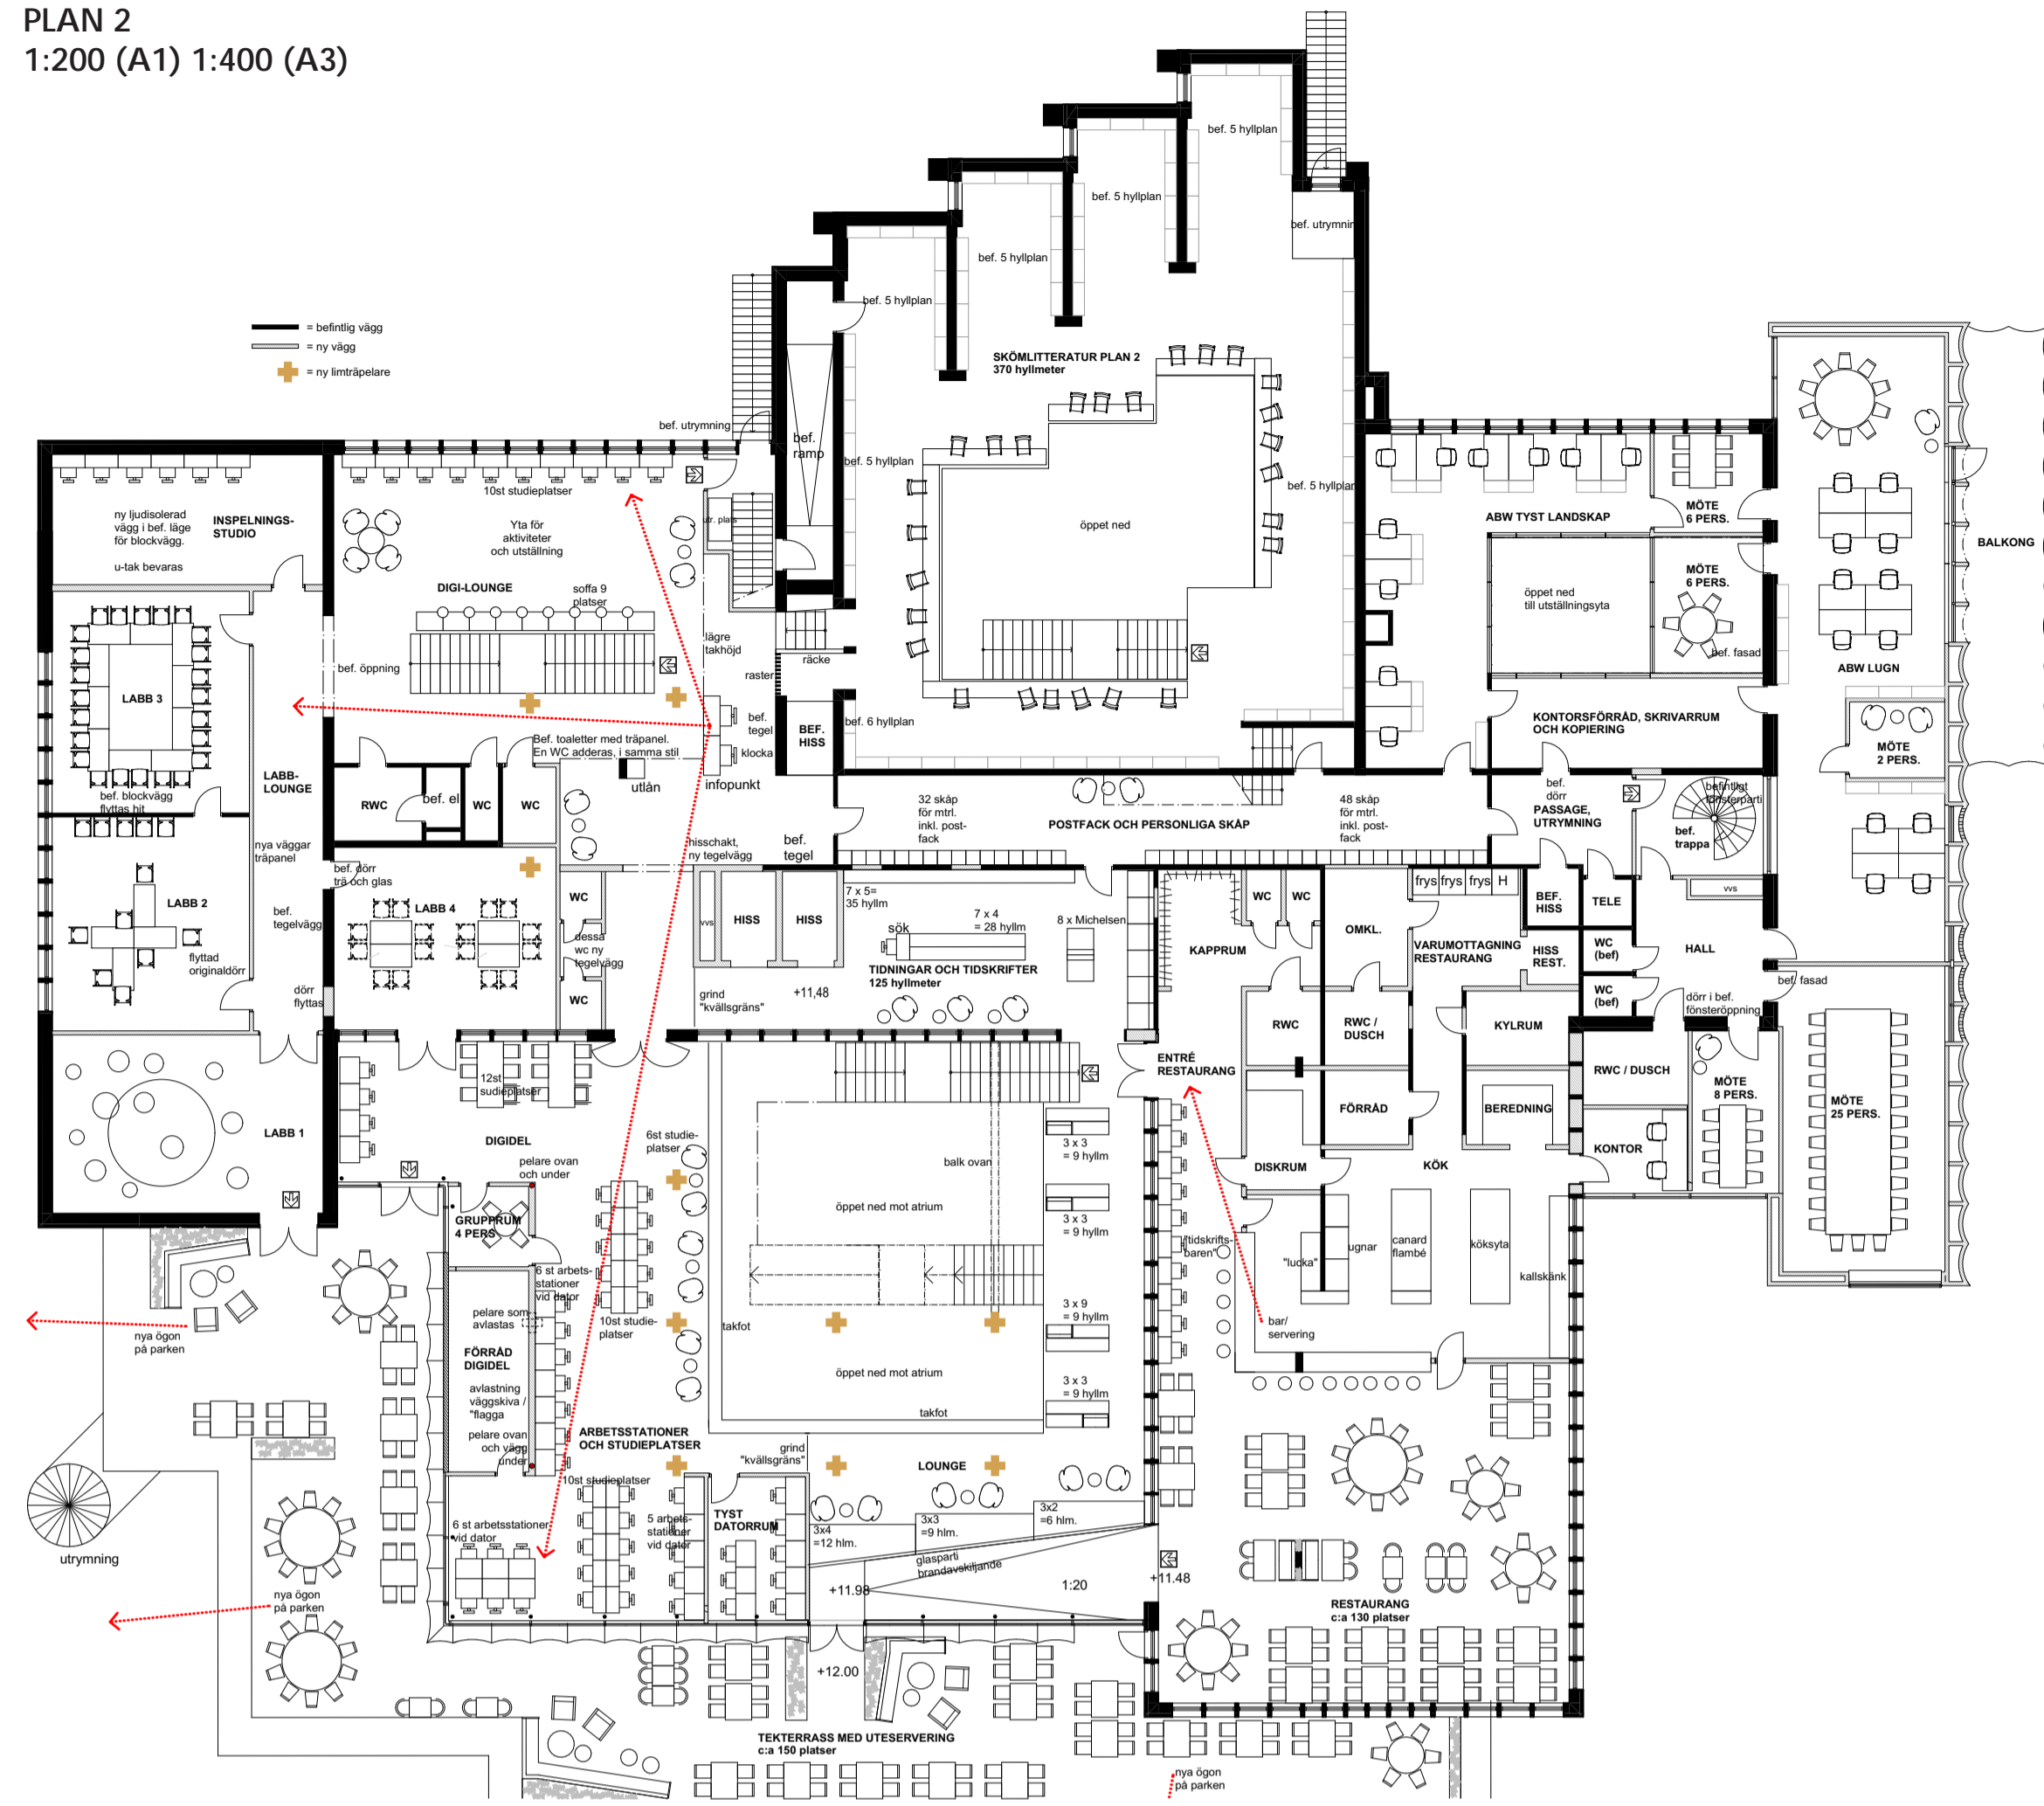 PLAN 2
1:200 (A1) 1:400 (A3)
= befintlig vägg
= ny vägg
= ny limträpelare
bef. 5 hyllplan
bef. 5 hyllplan
bef. 5 hyllplan
bef. 5 hyllplan
bef. utrymnin
SKÖMLITTERATUR PLAN 2
370 hyllmeter
bef. utrymning
bef.
ramp
bef. 5 hyllplan
bef. 5 hyllplan
öppet ned
10st studieplatser
ny ljudisolerad
vägg i bef. läge
för blockvägg.
u-tak bevaras
INSPELNINGS-
STUDIO
Yta för
aktiviteter
och utställning
utr. plats
DIGI-LOUNGE
soffa 9
platser
lägre
takhöjd
bef. öppning
räcke
raster
bef.
tegel
klocka
BEF.
HISS
bef. 6 hyllplan
ABW TYST LANDSKAP
MÖTE
6 PERS.
MÖTE
6 PERS.
öppet ned
till utställningsyta
bef. fasad
BALKONG
ABW LUGN
KONTORSFÖRRÅD, SKRIVARRUM
OCH KOPIERING
MÖTE
2 PERS.
LABB 3
bef. blockvägg
flyttas hit
LABB-
LOUNGE
Bef. toaletter med träpanel.
En WC adderas, i samma stil
RWC
bef. el
WC
WC
utlån
infopunkt
32 skåp
för mtrl.
inkl. post-
fack
POSTFACK OCH PERSONLIGA SKÅP
48 skåp
för mtrl.
inkl. post-
fack
bef.
dörr
PASSAGE,
UTRYMNING
befintligt
fönsterparti
bef.
trappa
nya väggar
träpanel
hisschakt,
ny tegelvägg
bef.
tegel
bef. dörr
trä och glas
LABB 2
LABB 4
bef.
tegelvägg
flyttad
originaldörr
dörr
flyttas
WC
dessa
wc ny
tegelvägg
WC
vvs
HISS
HISS
7 x 5=
35 hyllm
sök
7 x 4
= 28 hyllm
8 x Michelsen
TIDNINGAR OCH TIDSKRIFTER
125 hyllmeter
grind
"kvällsgräns"
+11,48
KAPPRUM
WC
WC
OMKL.
frys
frys
frys
H
VARUMOTTAGNING
RESTAURANG
BEF.
HISS
HISS
REST.
TELE
WC
(bef)
WC
(bef)
vvs
HALL
bef. fasad
dörr i bef.
fönsteröppning
RWC
RWC /
DUSCH
KYLRUM
ENTRÉ
RESTAURANG
FÖRRÅD
BEREDNING
RWC / DUSCH
MÖTE
8 PERS.
MÖTE
25 PERS.
KONTOR
DISKRUM
KÖK
LABB 1
12st
sudieplatser
DIGIDEL
pelare ovan
och under
6st studie-
platser
balk ovan
3 x 3
= 9 hyllm
öppet ned mot atrium
3 x 3
= 9 hyllm
GRUPPRUM
4 PERS
6 st arbets-
stationer
vid dator
"tidskrifts-
baren"
"lucka"
ugnar
canard
flambé
köksyta
kallskänk
nya ögon
på parken
pelare som
avlastas
10st studie-
platser
takfot
3 x 9
= 9 hyllm
bar/
servering
FÖRRÅD
DIGIDEL
öppet ned mot atrium
avlastning
väggskiva /
"flagga
pelare ovan
och vägg
under
3 x 3
= 9 hyllm
takfot
ARBETSSTATIONER
OCH STUDIEPLATSER
grind
"kvällsgräns"
LOUNGE
10st studieplatser
6 st arbetsstationer
vid dator
5 arbets-
stationer
vid dator
TYST
DATORRUM
3x4
=12 hlm.
3x3
=9 hlm.
3x2
=6 hlm.
glasparti
brandavskiljande
+11.98
1:20
+11.48
utrymning
nya ögon
på parken
RESTAURANG
c:a 130 platser
+12.00
TEKTERRASS MED UTESERVERING
c:a 150 platser
nya ögon
på parken